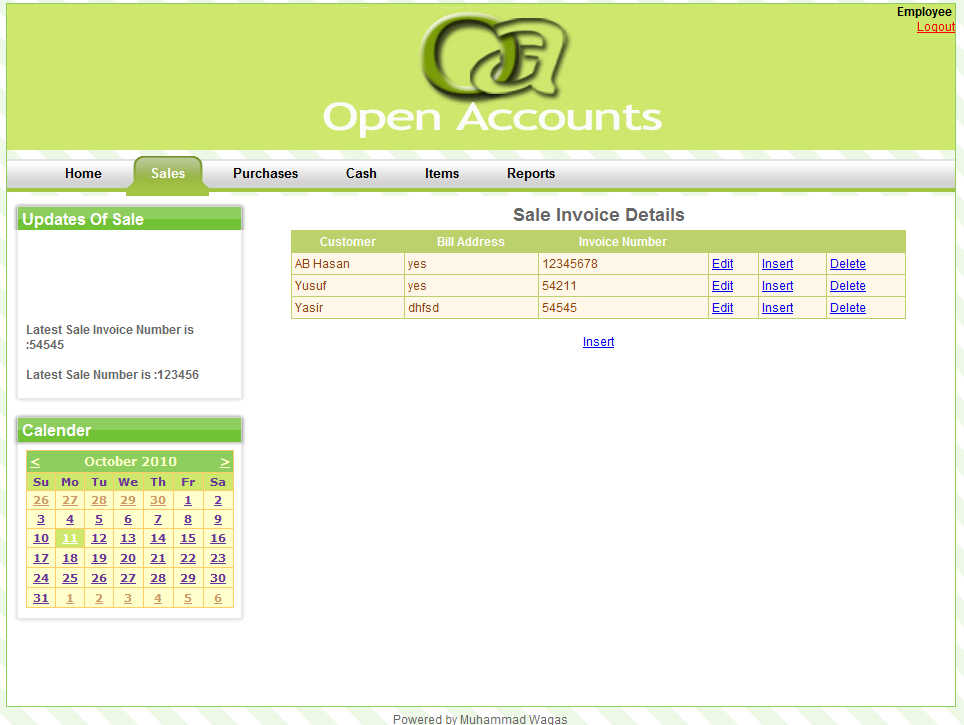 Employee
Logout
Oa
Open Accounts
Home Sales Purchases Cash Items Reports
Updates Of Sale
Latest Sale Invoice Number is
:54545
Latest Sale Number is :123456
Calender
< October 2010 >
Su Mo Tu We Th Fr Sa
26 27 28 29 30 1 2
3 4 5 6 7 8 9
10 11 12 13 14 15 16
17 18 19 20 21 22 23
24 25 26 27 28 29 30
31 1 2 3 4 5 6
Sale Invoice Details
Customer Bill Address Invoice Number
AB Hasan yes 12345678 Edit Insert Delete
Yusuf yes 54211 Edit Insert Delete
Yasir dhfsd 54545 Edit Insert Delete
Insert
Powered by Muhammad Waqas